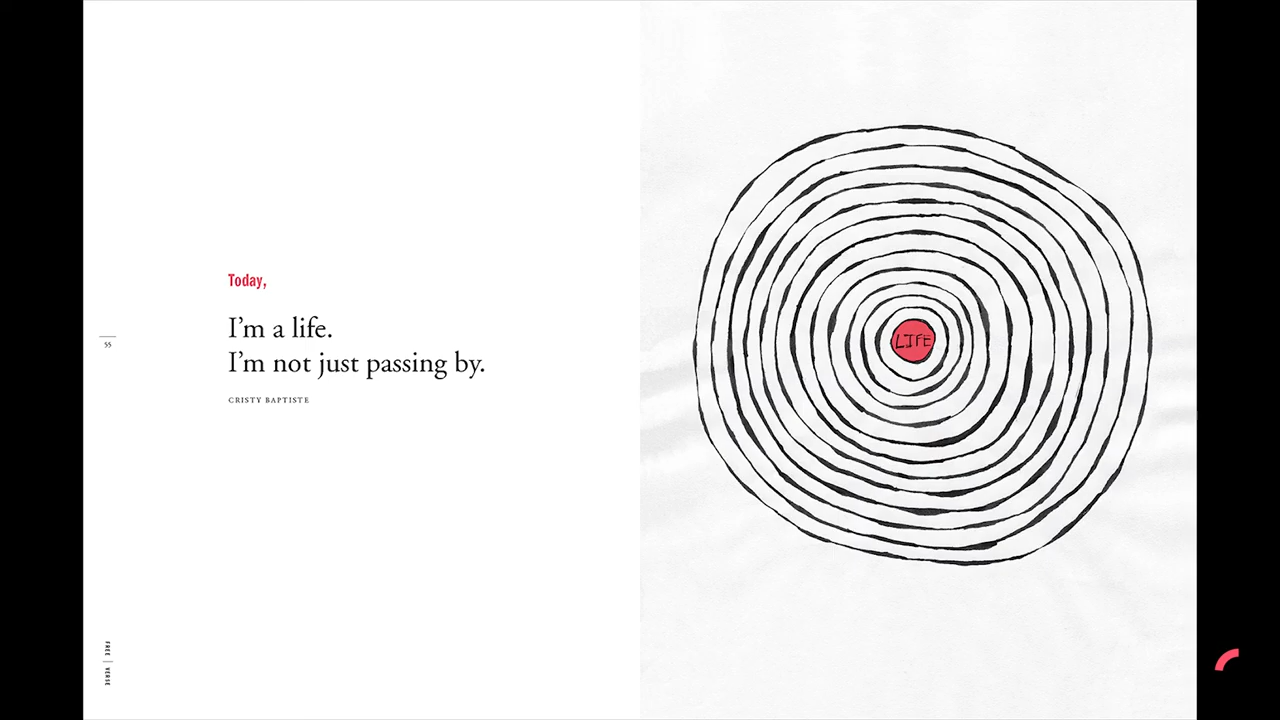 Today,
I’m a life.
I’m not just passing by.
CRISTY BAPTISTE
55
FREE | VERSE
LIFE